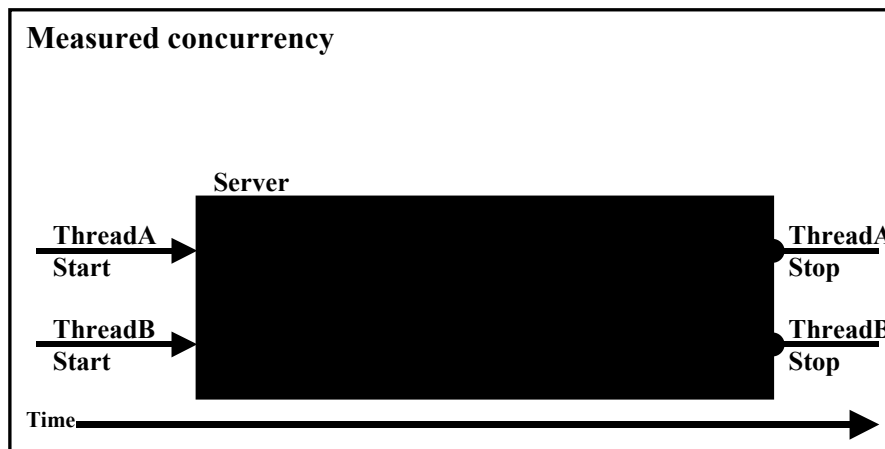 Measured concurrency
Server
ThreadA
Start
ThreadA
Stop
ThreadB
Start
ThreadB
Stop
Time